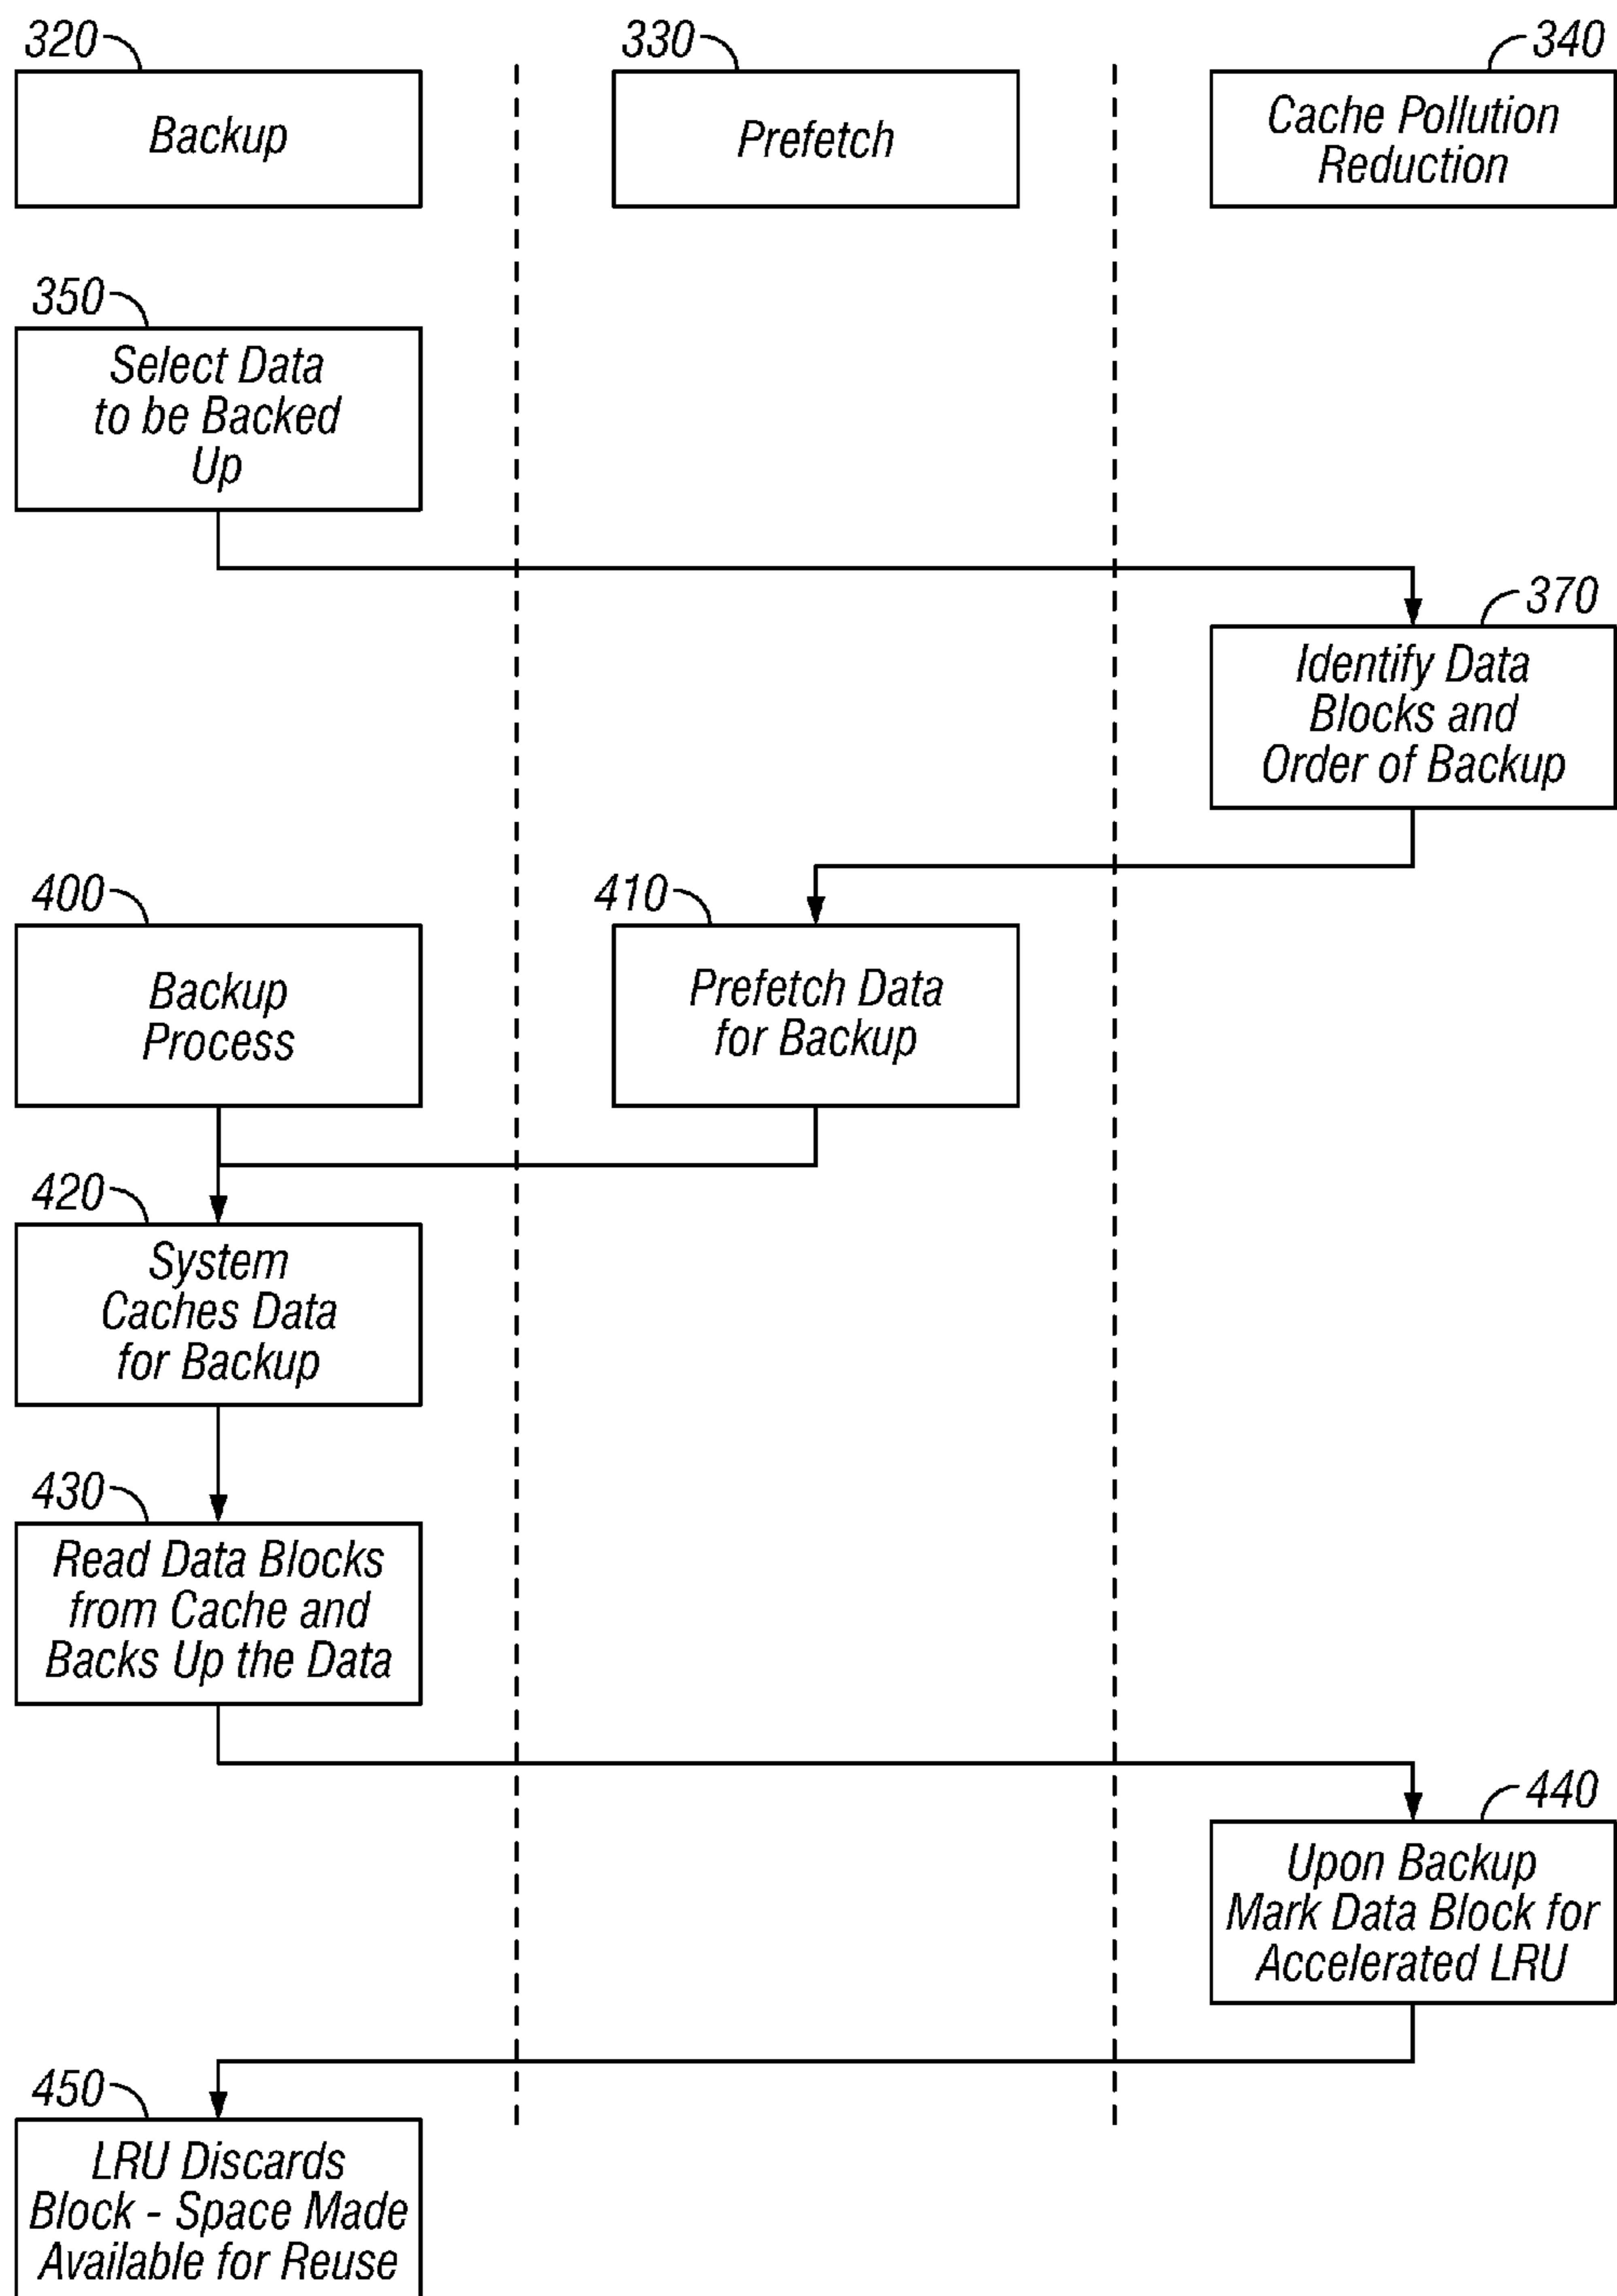 320
330
340
Backup
Prefetch
Cache Pollution
Reduction
350
Select Data
to be Backed
Up
370
Identify Data
Blocks and
Order of Backup
400
410
Backup
Process
Prefetch Data
for Backup
420
System
Caches Data
for Backup
430
Read Data Blocks
from Cache and
Backs Up the Data
440
Upon Backup
Mark Data Block for
Accelerated LRU
450
LRU Discards
Block - Space Made
Available for Reuse